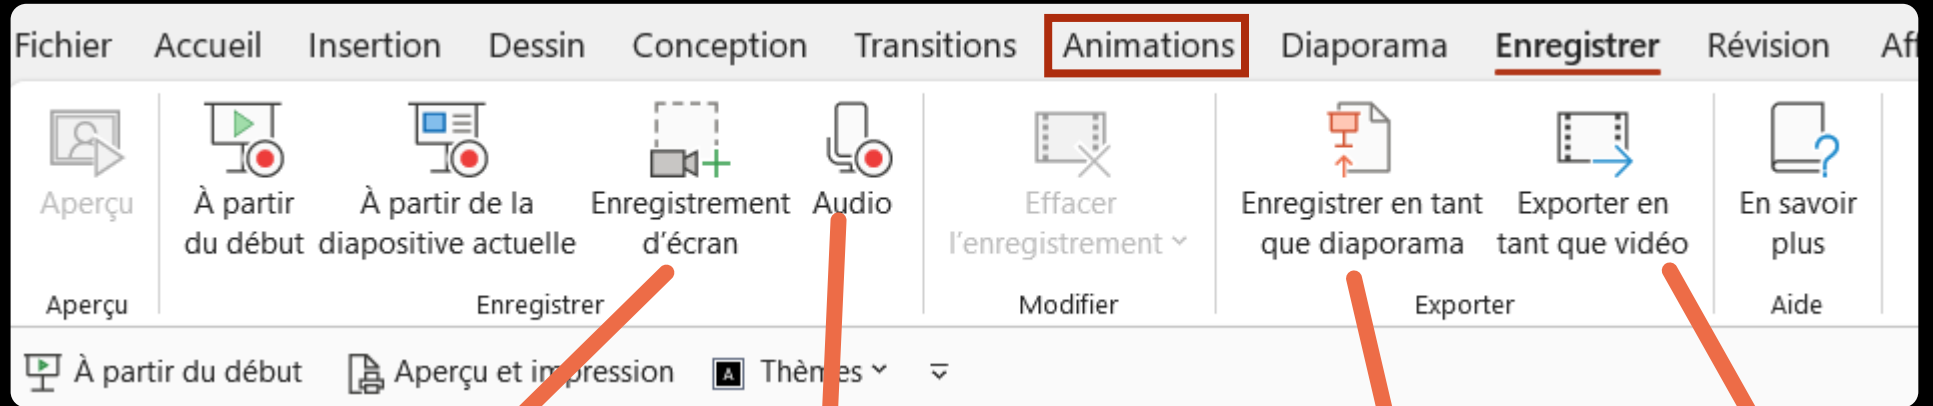 Fichier Accueil Insertion Dessin Conception Transitions Animations Diaporama Enregistrer Révision Aff
Aperçu
À partir
du début
À partir de la
diapositive actuelle
Enregistrement
d'écran
Audio
Effacer
l'enregistrement
Enregistrer en tant
que diaporama
Exporter en
tant que vidéo
En savoir
plus
Aperçu Enregistrer Modifier Exporter Aide
À partir du début Aperçu et impression A Thèmes